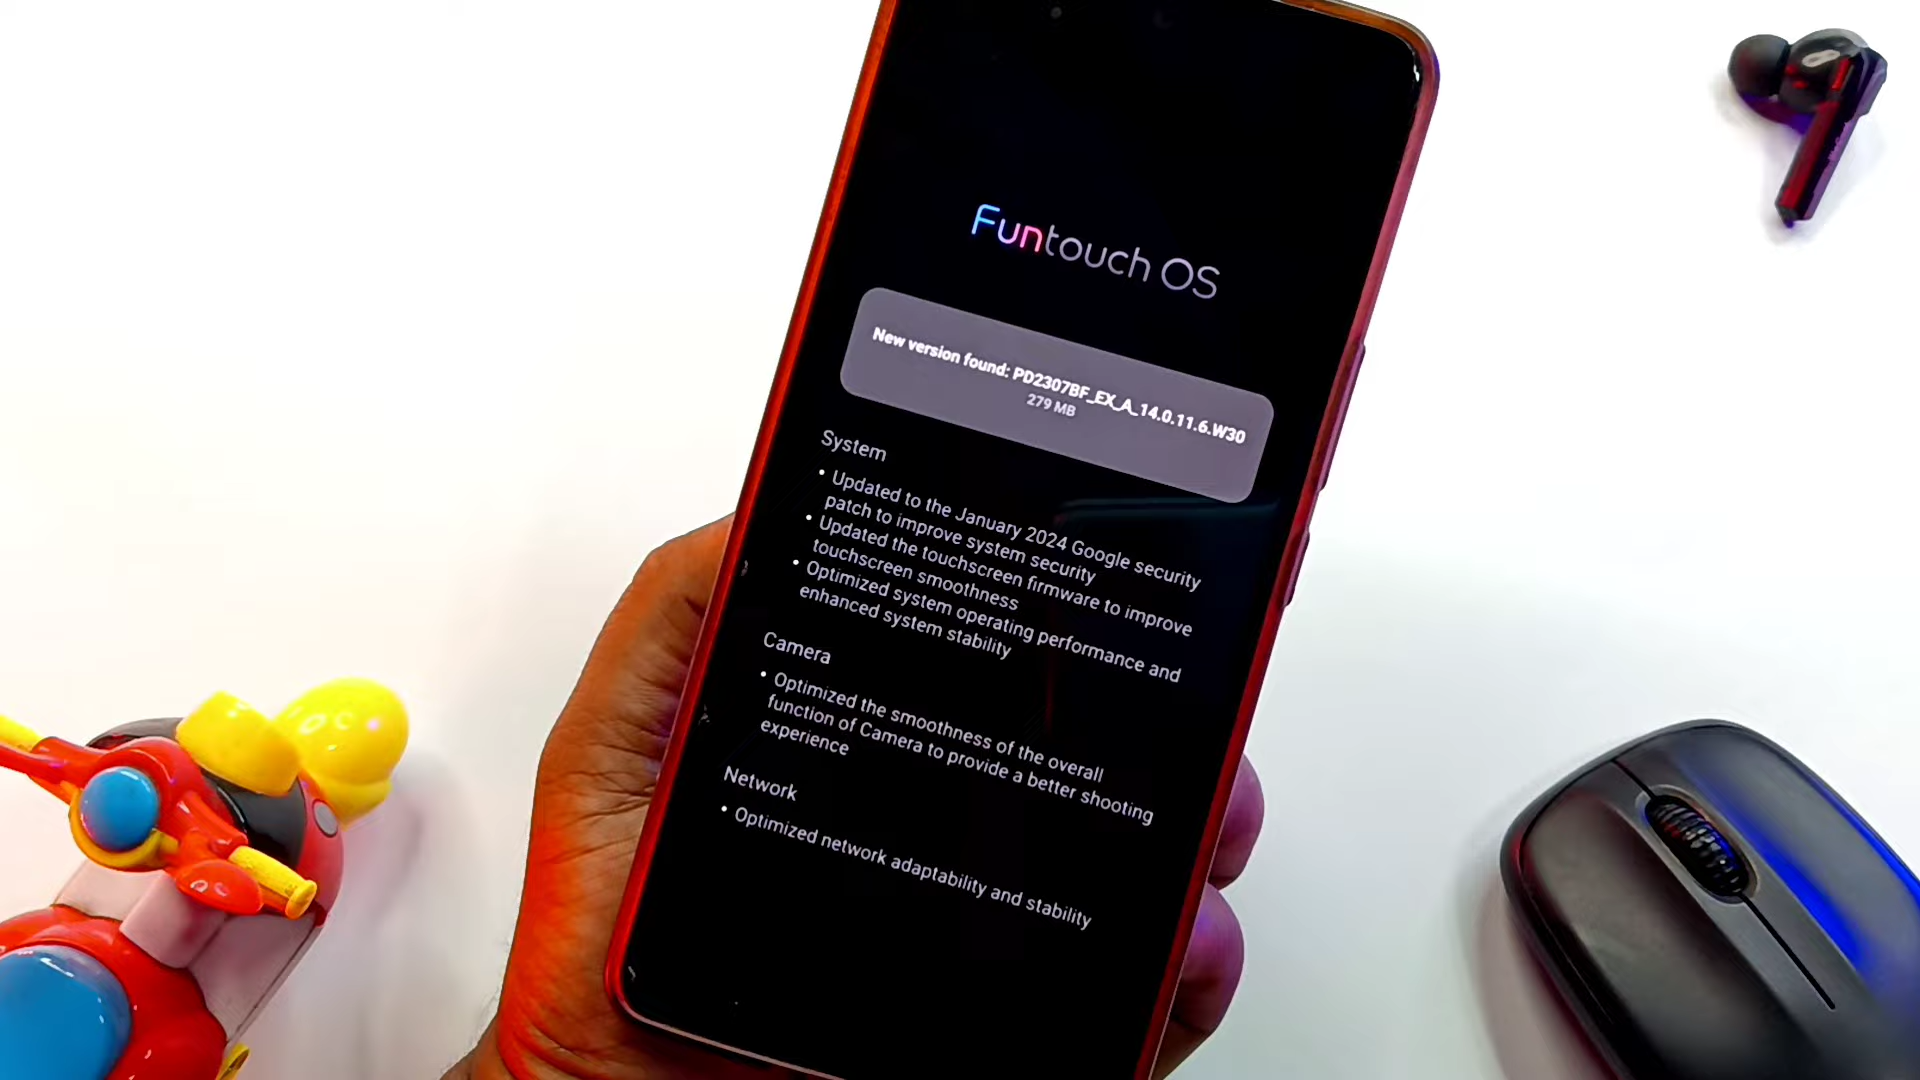 Funtouch OS
New version found: PD2307BF_EX_A_14.0.11.6.W30
279 MB
System
• Updated to the January 2024 Google security
patch to improve system security
• Updated the touchscreen firmware to improve
touchscreen smoothness
• Optimized system operating performance and
enhanced system stability
Camera
• Optimized the smoothness of the overall
function of Camera to provide a better shooting
experience
Network
• Optimized network adaptability and stability